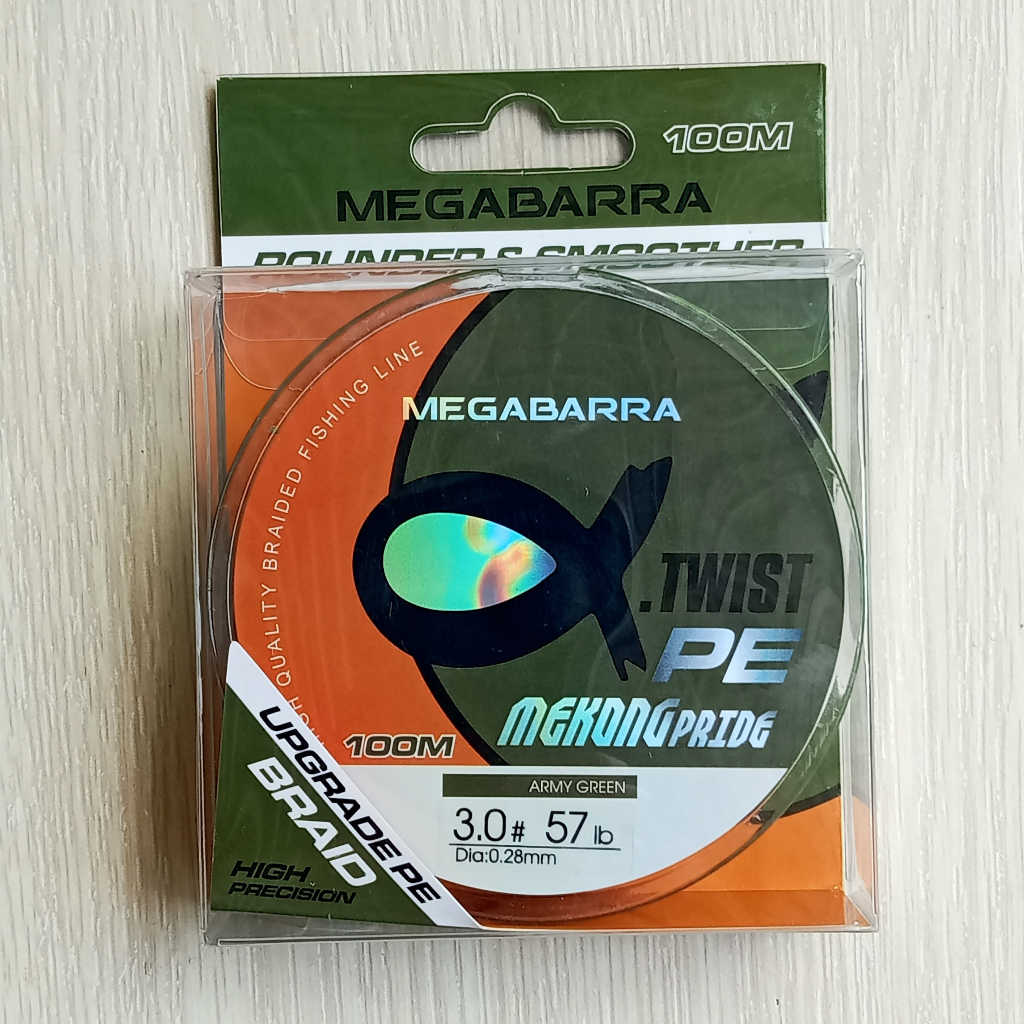 100M
MEGABARRA
ROUNDER & SMOOTHER
HIGH QUALITY BRAIDED FISHING LINE
MEGABARRA
.TWIST
PE
MEKONG PRIDE
100M
ARMY GREEN
3.0# 57 lb
Dia:0.28mm
UPGRADE PE
BRAID
HIGH
PRECISION